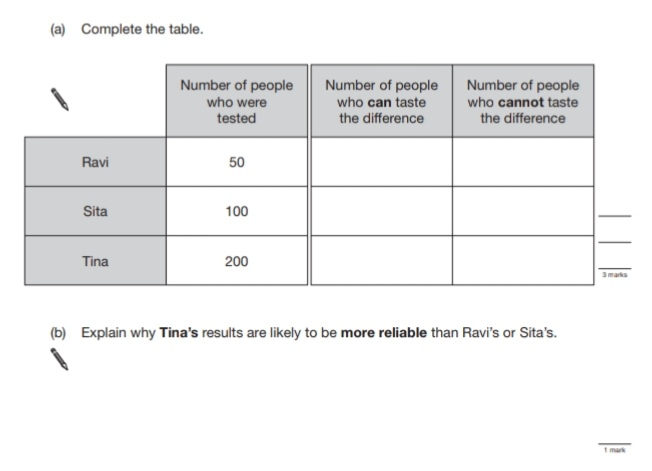 (a) Complete the table.
Number of people
who were
tested
Number of people
who can taste
the difference
Number of people
who cannot taste
the difference
Ravi 50
Sita 100
Tina 200
3 marks
(b) Explain why Tina's results are likely to be more reliable than Ravi's or Sita's.
1 mark